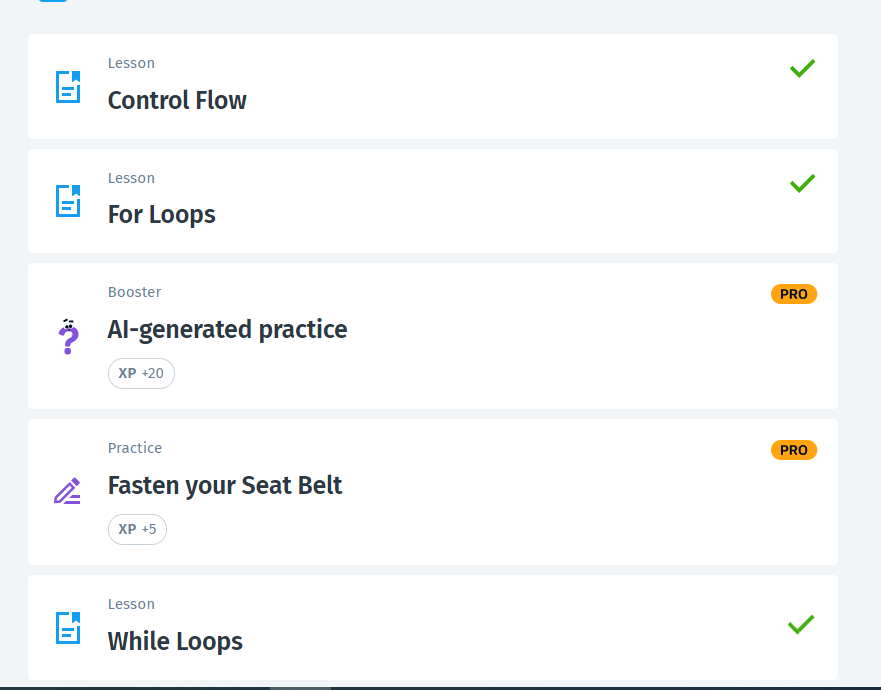 Lesson
Control Flow
Lesson
For Loops
Booster
PRO
AI-generated practice
XP +20
Practice
PRO
Fasten your Seat Belt
XP +5
Lesson
While Loops